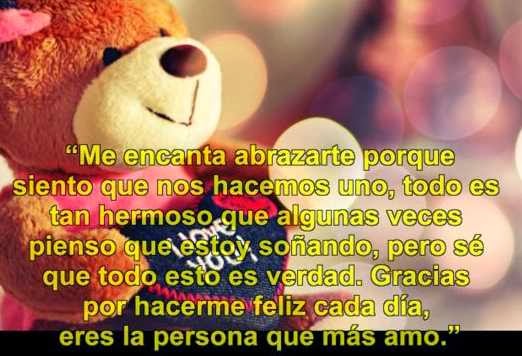 “Me encanta abrazarte porque
siento que nos hacemos uno, todo es
tan hermoso que algunas veces
pienso que estoy soñando, pero sé
que todo esto es verdad. Gracias
por hacerme feliz cada día,
eres la persona que más amo.”
I LOVE
YOU!